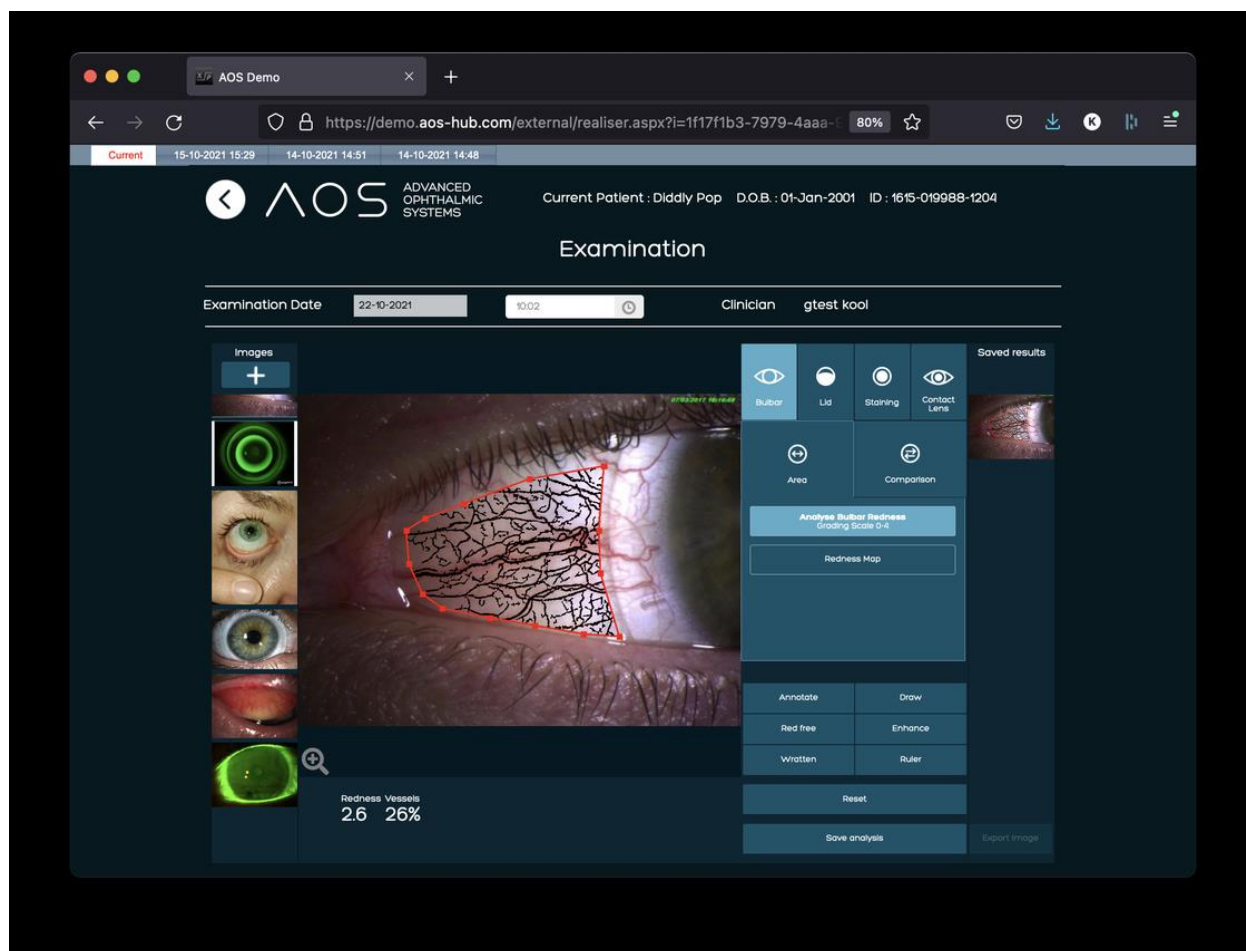 AOS Demo
https://demo.aos-hub.com/external/realiser.aspx?i=1f17f1b3-7979-4aaa-
80%
K
Current 15-10-2021 15:29 14-10-2021 14:51 14-10-2021 14:48
AOS
ADVANCED
OPHTHALMIC
SYSTEMS
Current Patient : Diddly Pop D.O.B. : 01-Jan-2001 ID : 1615-019988-1204
Examination
Examination Date 22-10-2021 10:02 Clinician gtest kool
Images
Saved results
Bulbar Lid Staining Contact
Lens
Area Comparison
Analyse Bulbar Redness
Grading Scale 0-4
Redness Map
Annotate Draw
Red free Enhance
Wratten Ruler
Reset
Save analysis
Export Image
Redness Vessels
2.6 26%